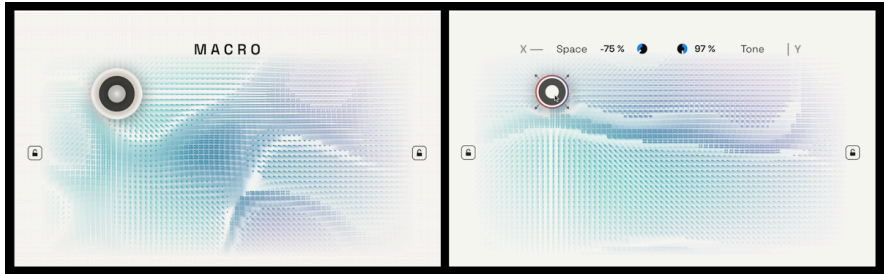 MACRO
X — Space -75 % 97 % Tone | Y